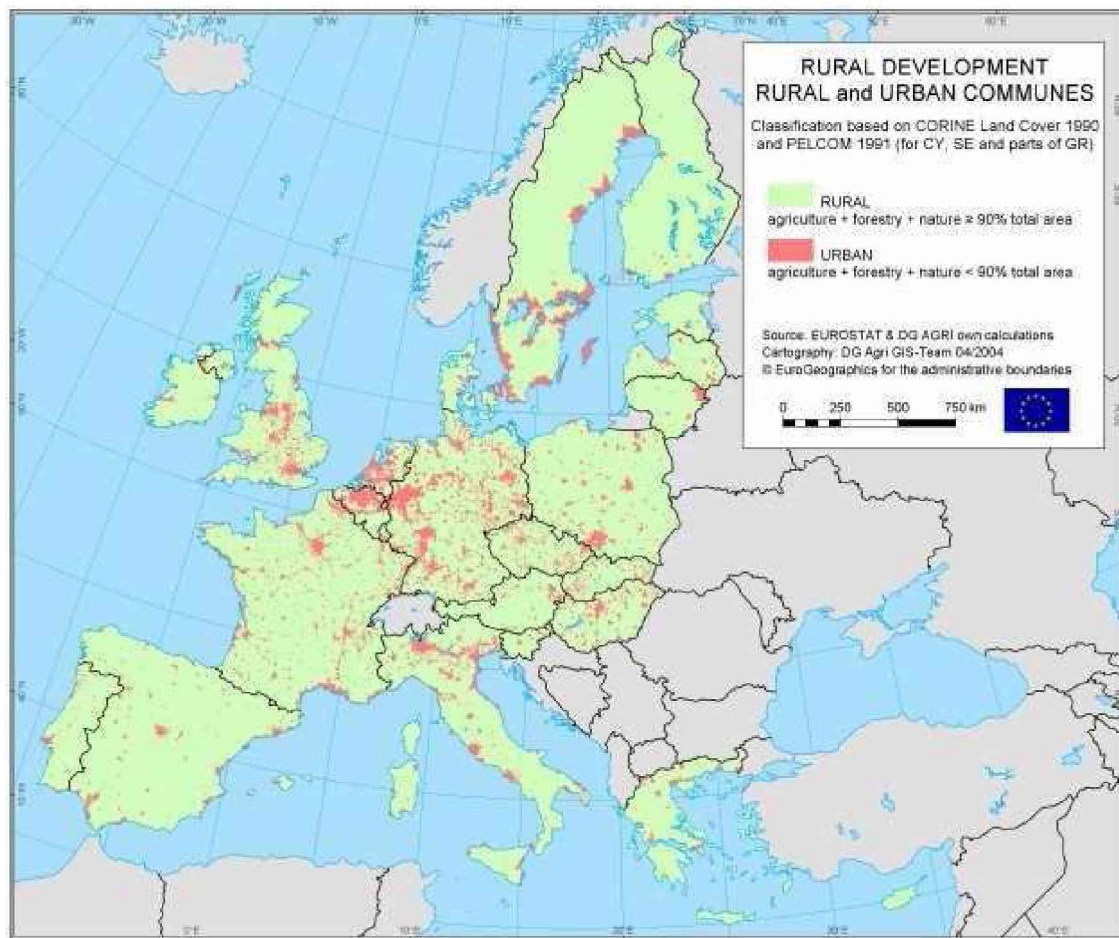 RURAL DEVELOPMENT
RURAL and URBAN COMMUNES
Classification based on CORINE Land Cover 1990
and PELCOM 1991 (for CY, SE and parts of GR)
RURAL
agriculture + forestry + nature ≥ 90% total area
URBAN
agriculture + forestry + nature < 90% total area
Source: EUROSTAT & DG AGRI own calculations
Cartography: DG Agri GIS-Team 04/2004
© EuroGeographics for the administrative boundaries
0 250 500 750 km